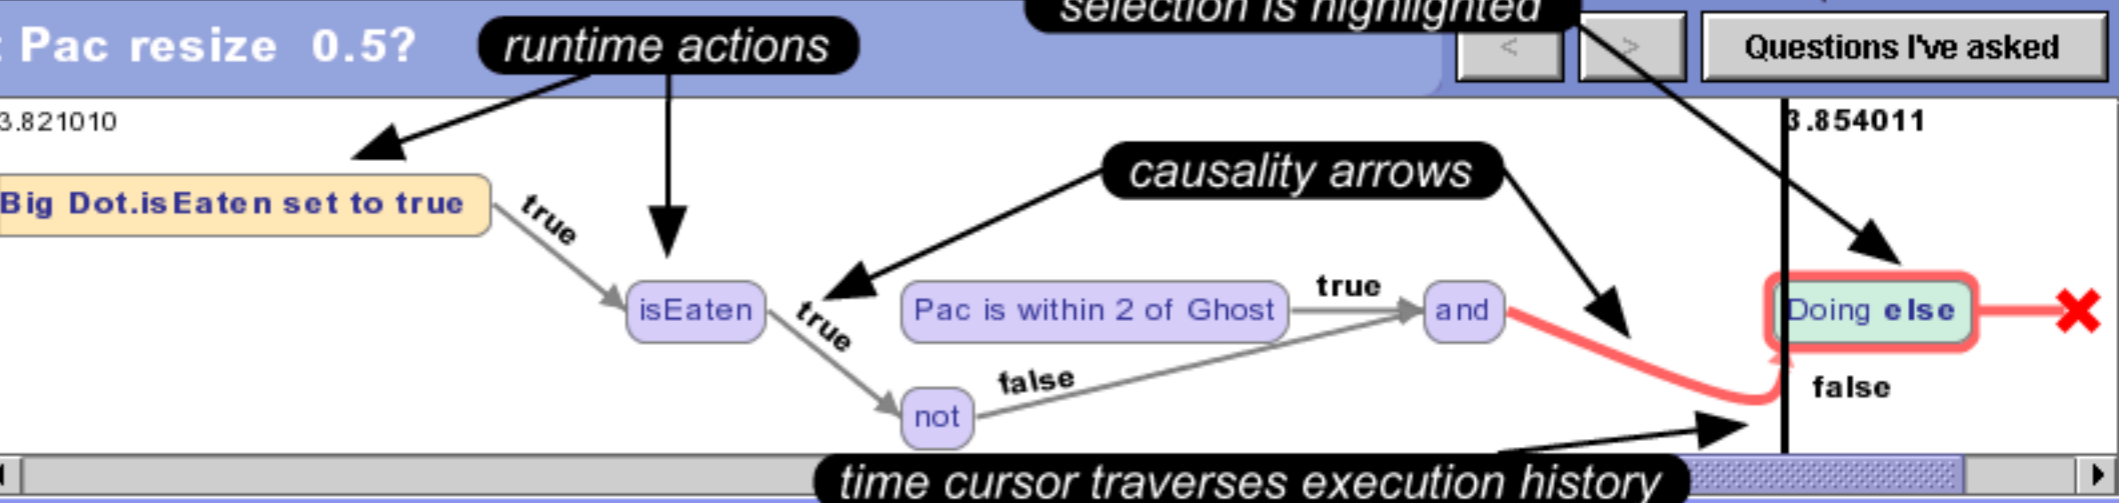 selection is highlighted
: Pac resize 0.5?
runtime actions
<
>
Questions I've asked
3.821010
3.854011
causality arrows
Big Dot.isEaten set to true
true
isEaten
true
Pac is within 2 of Ghost
true
and
Doing else
false
not
false
time cursor traverses execution history